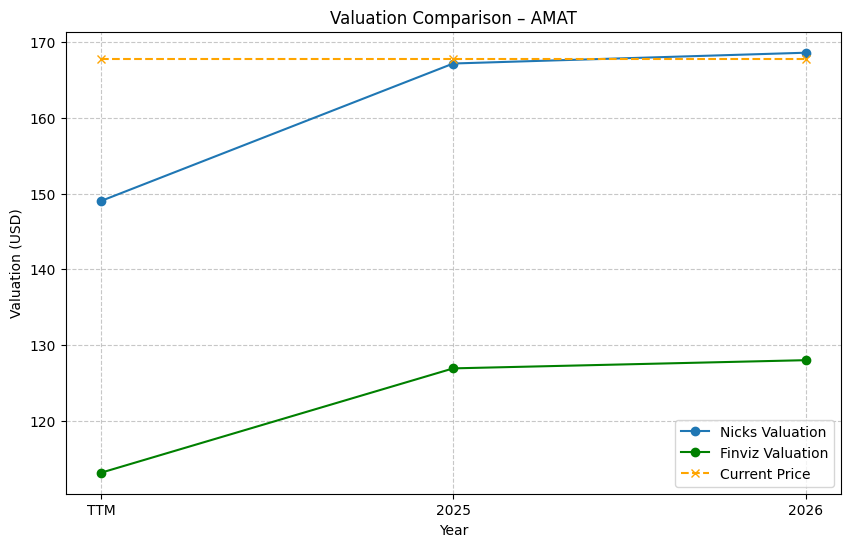 Valuation Comparison – AMAT
Valuation (USD)
170
160
150
140
130
120
TTM
2025
2026
Year
Nicks Valuation
Finviz Valuation
Current Price